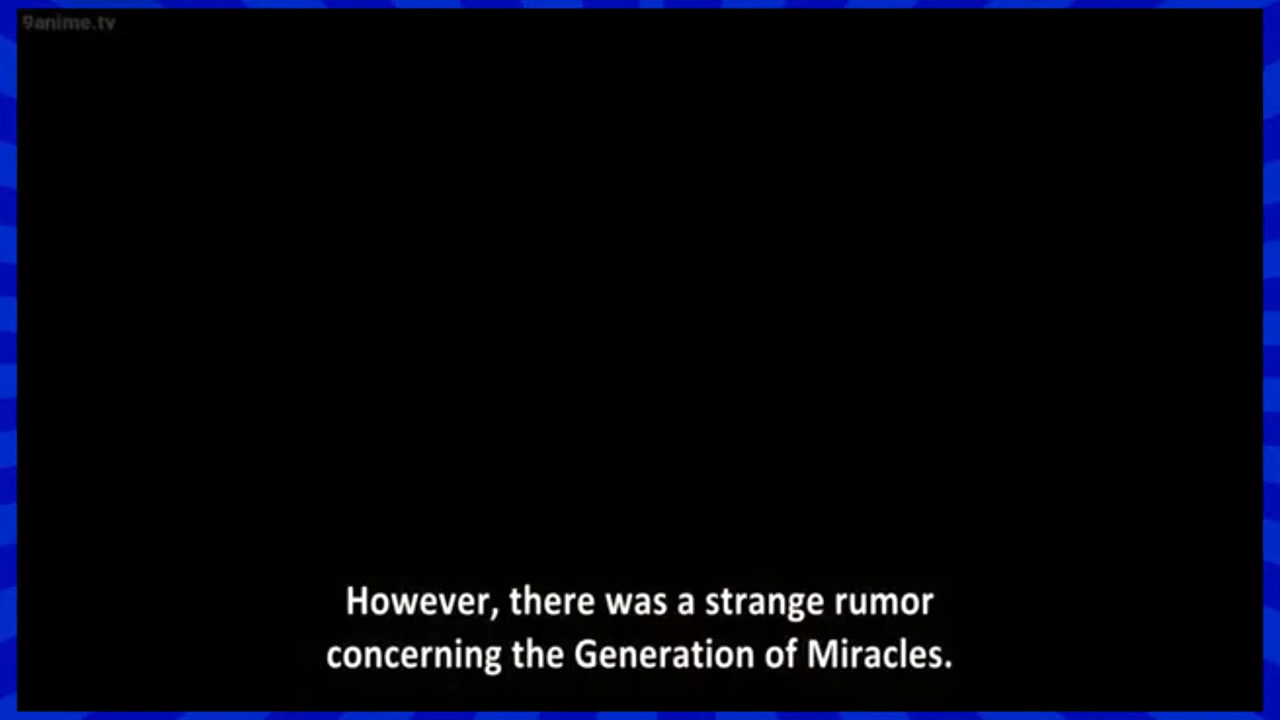 9anime.tv
However, there was a strange rumor
concerning the Generation of Miracles.